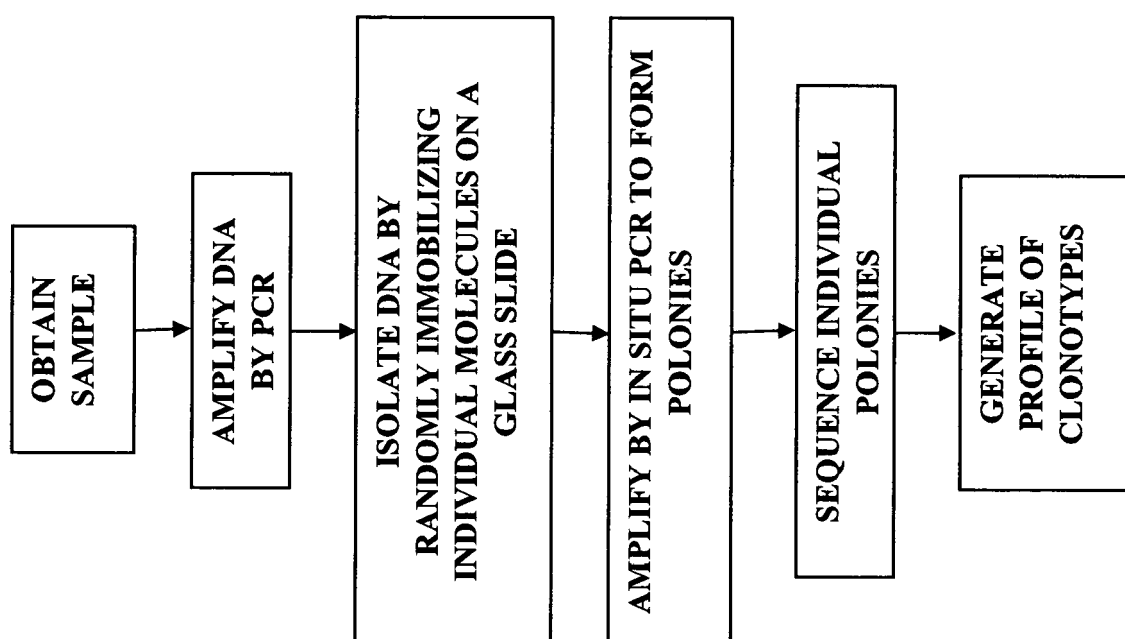 OBTAIN
SAMPLE
AMPLIFY DNA
BY PCR
ISOLATE DNA BY
RANDOMLY IMMOBILIZING
INDIVIDUAL MOLECULES ON A
GLASS SLIDE
AMPLIFY BY IN SITU PCR TO FORM
POLONIES
SEQUENCE INDIVIDUAL
POLONIES
GENERATE
PROFILE OF
CLONOTYPES